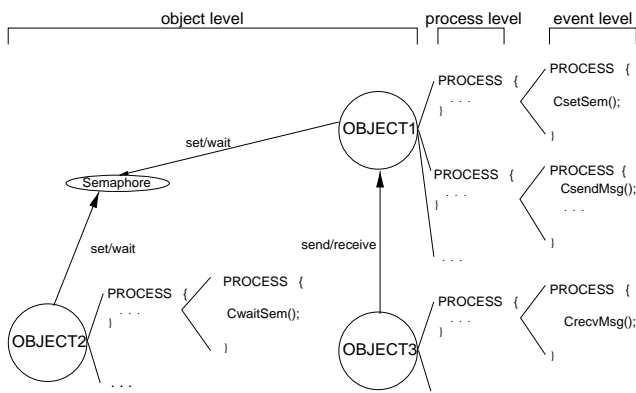 object level
process level
event level
PROCESS {
. . .
}
PROCESS {
CsetSem();
}
OBJECT1
set/wait
Semaphore
PROCESS {
. . .
}
PROCESS {
CsendMsg();
. . .
}
set/wait
send/receive
. . .
PROCESS {
. . .
}
PROCESS {
CwaitSem();
}
OBJECT2
. . .
PROCESS {
. . .
}
PROCESS {
CrecvMsg();
}
OBJECT3